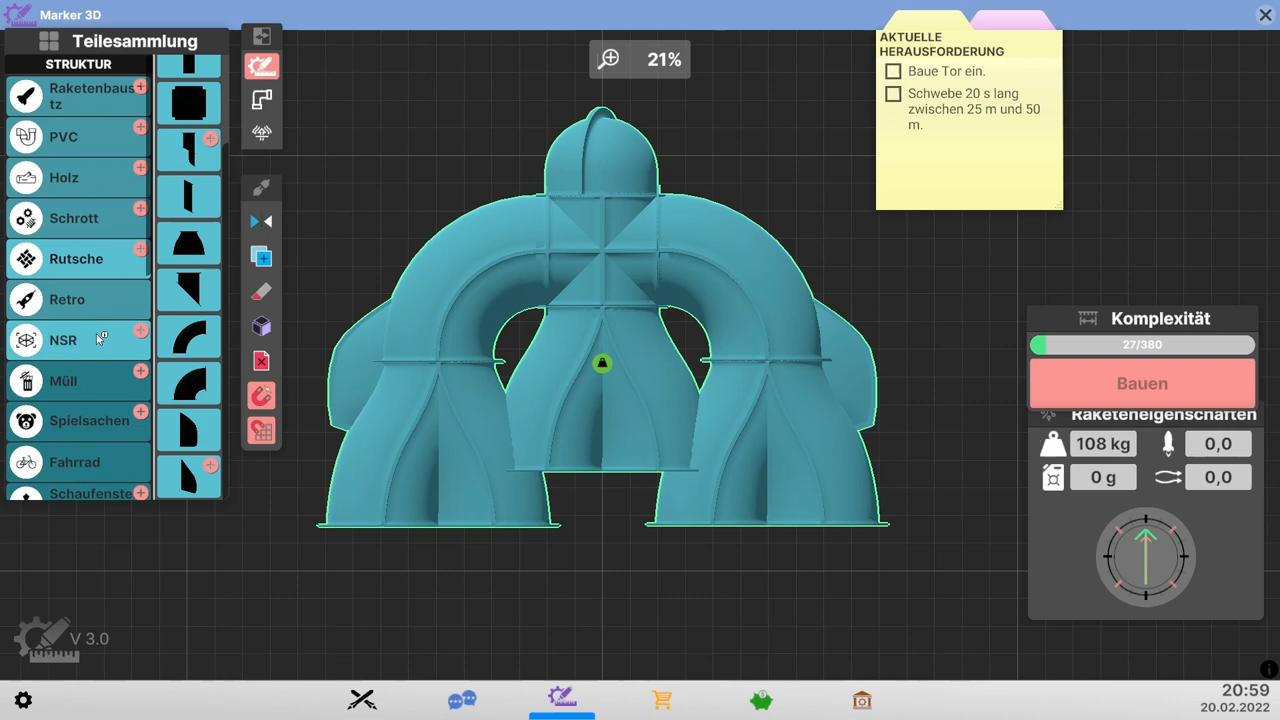 Marker 3D
Teilesammlung
STRUKTUR
Raketenbaus
tz
PVC
Holz
Schrott
Rutsche
Retro
NSR
Müll
Spielsachen
Fahrrad
Schaufenste
21%
AKTUELLE
HERAUSFORDERUNG
Baue Tor ein.
Schwebe 20 s lang
zwischen 25 m und 50
m.
Komplexität
27/380
Bauen
Raketeneigenschaften
108 kg
0,0
0 g
0,0
V 3.0
20:59
20.02.2022